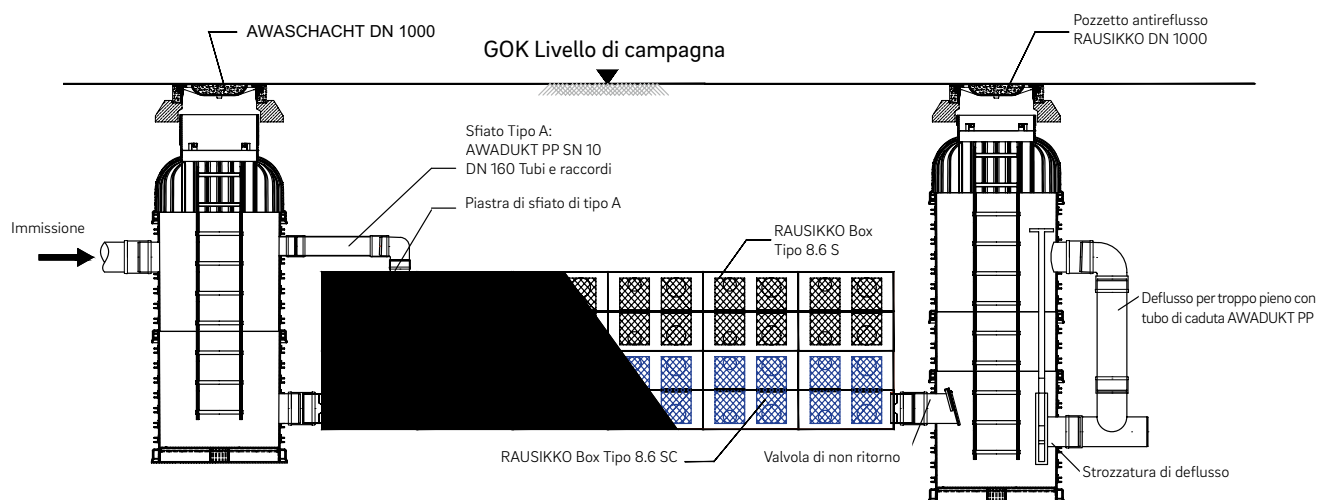 AWASCHACHT DN 1000
GOK Livello di campagna
Pozzetto antireflusso
RAUSIKKO DN 1000
Sfiato Tipo A:
AWADUKT PP SN 10
DN 160 Tubi e raccordi
Piastra di sfiato di tipo A
Immissione
RAUSIKKO Box
Tipo 8.6 S
Deflusso per troppo pieno con
tubo di caduta AWADUKT PP
RAUSIKKO Box Tipo 8.6 SC
Valvola di non ritorno
Strozzatura di deflusso